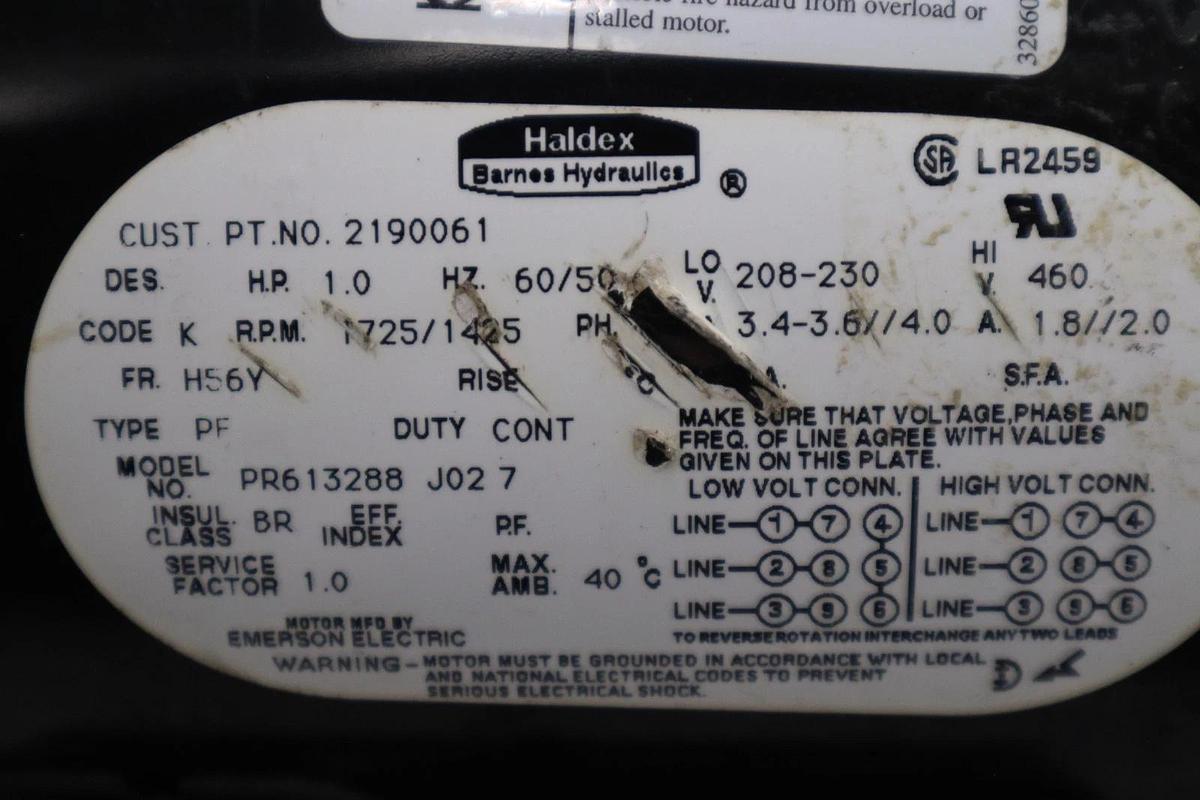 fire hazard from overload or
stalled motor.
32860
Haldex
Barnes Hydraulics
®
SA LR2459
RU
CUST. PT.NO. 2190061
DES. H.P. 1.0 HZ. 60/50 LO V. 208-230 HI V. 460
CODE K R.P.M. 1725/1425 PH. 3.4-3.6//4.0 A. 1.8//2.0
FR. H56Y RISE °C A. S.F.A.
TYPE PF DUTY CONT
MAKE SURE THAT VOLTAGE,PHASE AND
FREQ. OF LINE AGREE WITH VALUES
GIVEN ON THIS PLATE.
MODEL NO. PR613288 J02 7
INSUL. CLASS BR EFF. INDEX P.F.
SERVICE FACTOR 1.0 MAX. AMB. 40 °C
LOW VOLT CONN. HIGH VOLT CONN.
LINE 1 7 4 LINE 1 7 4
LINE 2 8 5 LINE 2 8 5
LINE 3 9 6 LINE 3 9 6
TO REVERSE ROTATION INTERCHANGE ANY TWO LEADS
MOTOR MFD BY
EMERSON ELECTRIC
WARNING – MOTOR MUST BE GROUNDED IN ACCORDANCE WITH LOCAL
AND NATIONAL ELECTRICAL CODES TO PREVENT
SERIOUS ELECTRICAL SHOCK.